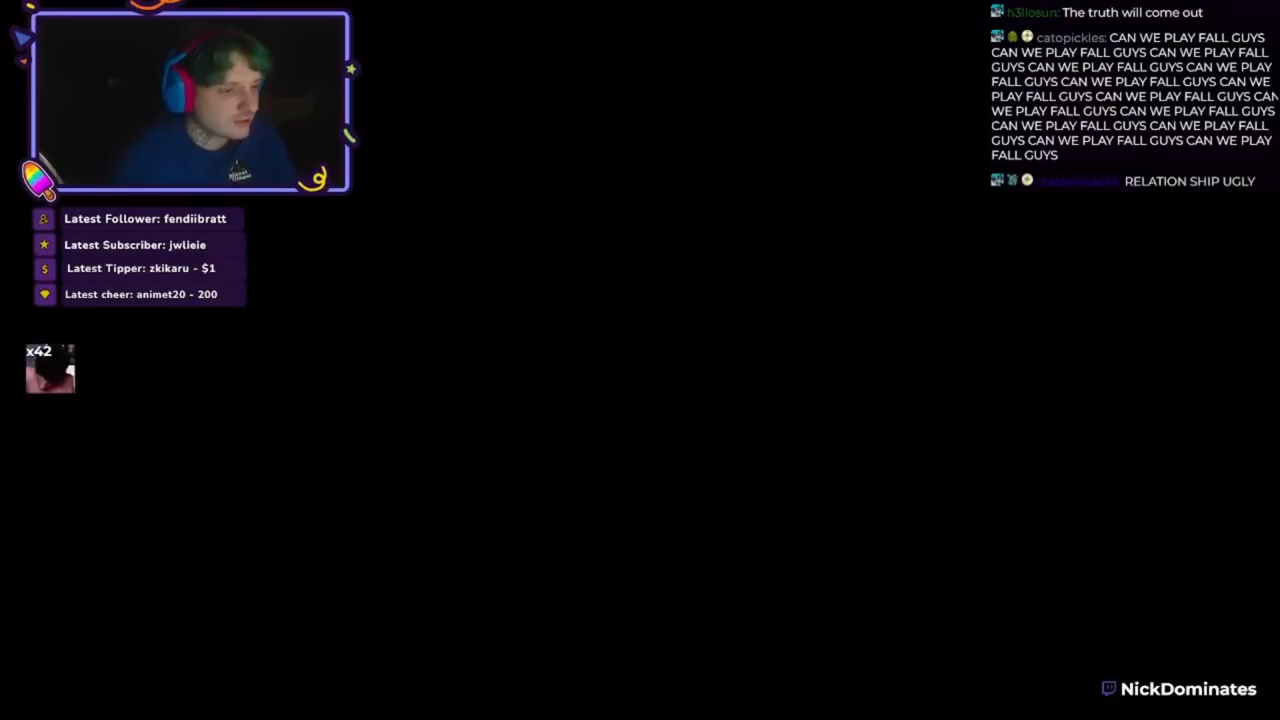 h3llosun: The truth will come out
catopickles: CAN WE PLAY FALL GUYS
CAN WE PLAY FALL GUYS CAN WE PLAY FALL
GUYS CAN WE PLAY FALL GUYS CAN WE PLAY
FALL GUYS CAN WE PLAY FALL GUYS CAN WE
PLAY FALL GUYS CAN WE PLAY FALL GUYS CAN
WE PLAY FALL GUYS CAN WE PLAY FALL GUYS
CAN WE PLAY FALL GUYS CAN WE PLAY FALL
GUYS CAN WE PLAY FALL GUYS CAN WE PLAY
FALL GUYS
RELATION SHIP UGLY
Latest Follower: fendiibratt
Latest Subscriber: jwlieie
Latest Tipper: zkikaru - $1
Latest cheer: animet20 - 200
x42
NickDominates